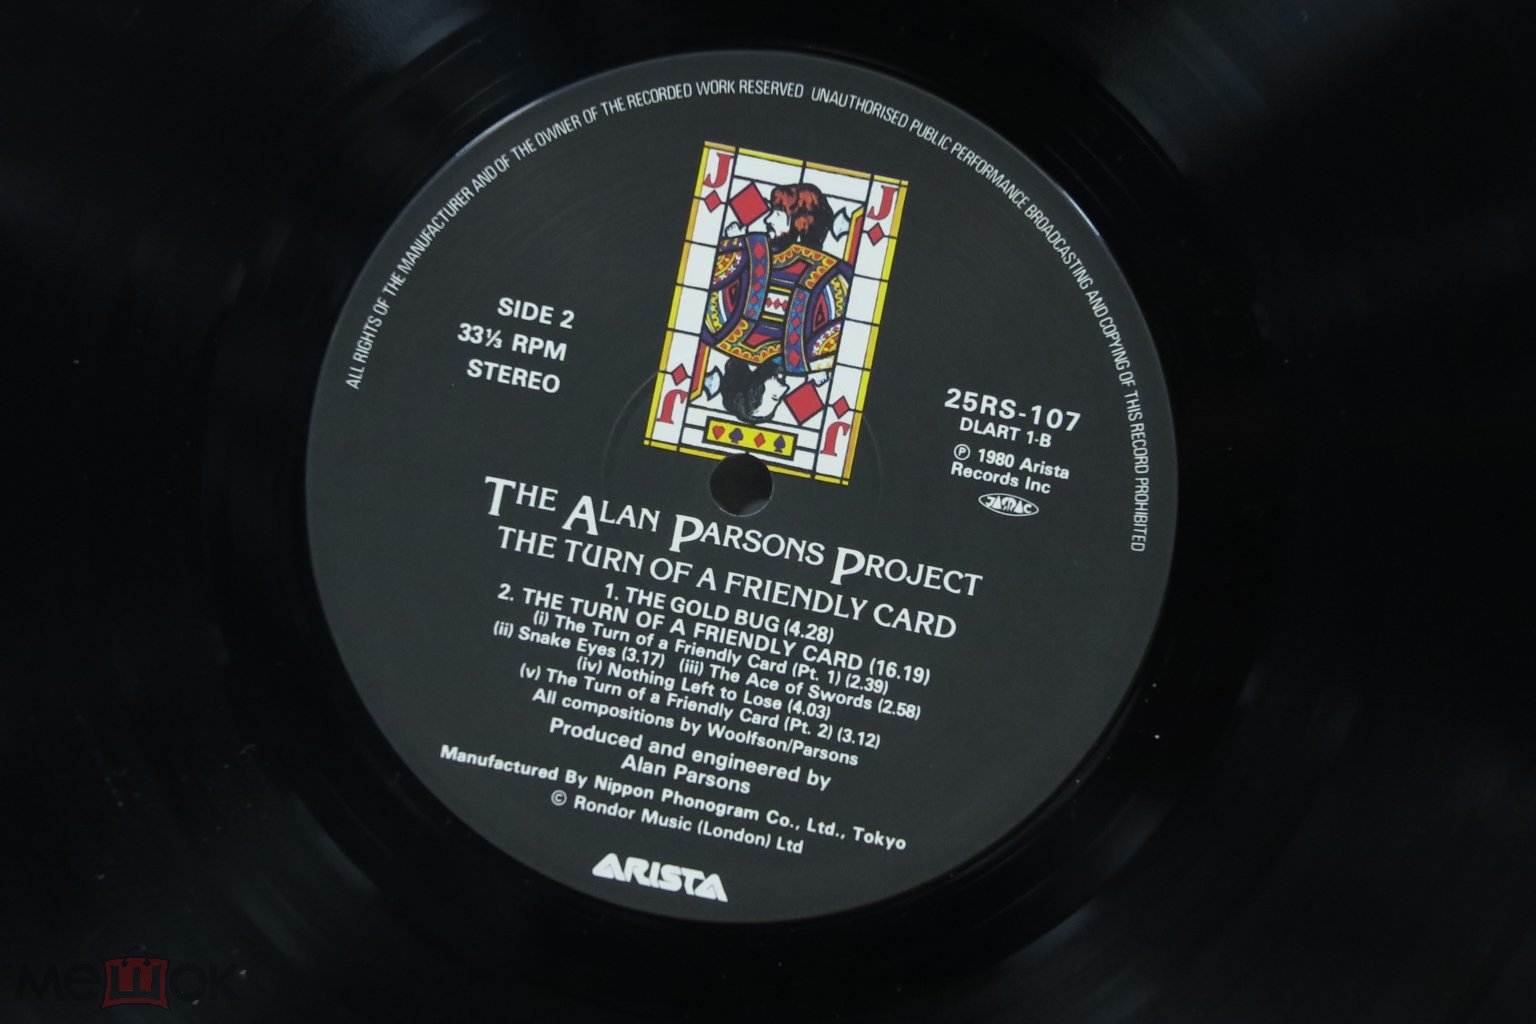 ALL RIGHTS OF THE MANUFACTURER AND OF THE OWNER OF THE RECORDED WORK RESERVED UNAUTHORISED PUBLIC PERFORMANCE BROADCASTING AND COPYING OF THIS RECORD PROHIBITED
J
J
J
J
SIDE 2
33⅓ RPM
STEREO
25RS-107
DLART 1-B
Ⓟ 1980 Arista
Records Inc
JASRAC
THE ALAN PARSONS PROJECT
THE TURN OF A FRIENDLY CARD
1. THE GOLD BUG (4.28)
2. THE TURN OF A FRIENDLY CARD (16.19)
(i) The Turn of a Friendly Card (Pt. 1) (2.39)
(ii) Snake Eyes (3.17) (iii) The Ace of Swords (2.58)
(iv) Nothing Left to Lose (4.03)
(v) The Turn of a Friendly Card (Pt. 2) (3.12)
All compositions by Woolfson/Parsons
Produced and engineered by
Alan Parsons
Manufactured By Nippon Phonogram Co., Ltd., Tokyo
© Rondor Music (London) Ltd
ARISTA
мешок